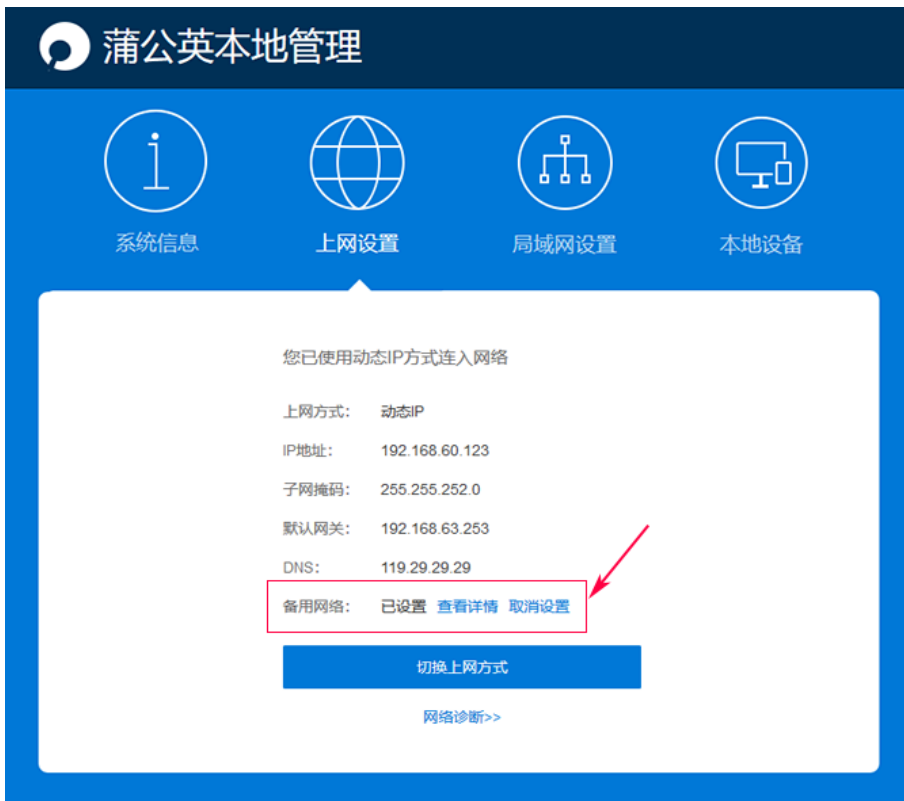 蒲公英本地管理
系统信息 上网设置 局域网设置 本地设备
您已使用动态IP方式连入网络
上网方式： 动态IP
IP地址： 192.168.60.123
子网掩码： 255.255.252.0
默认网关： 192.168.63.253
DNS： 119.29.29.29
备用网络： 已设置 查看详情 取消设置
切换上网方式
网络诊断>>